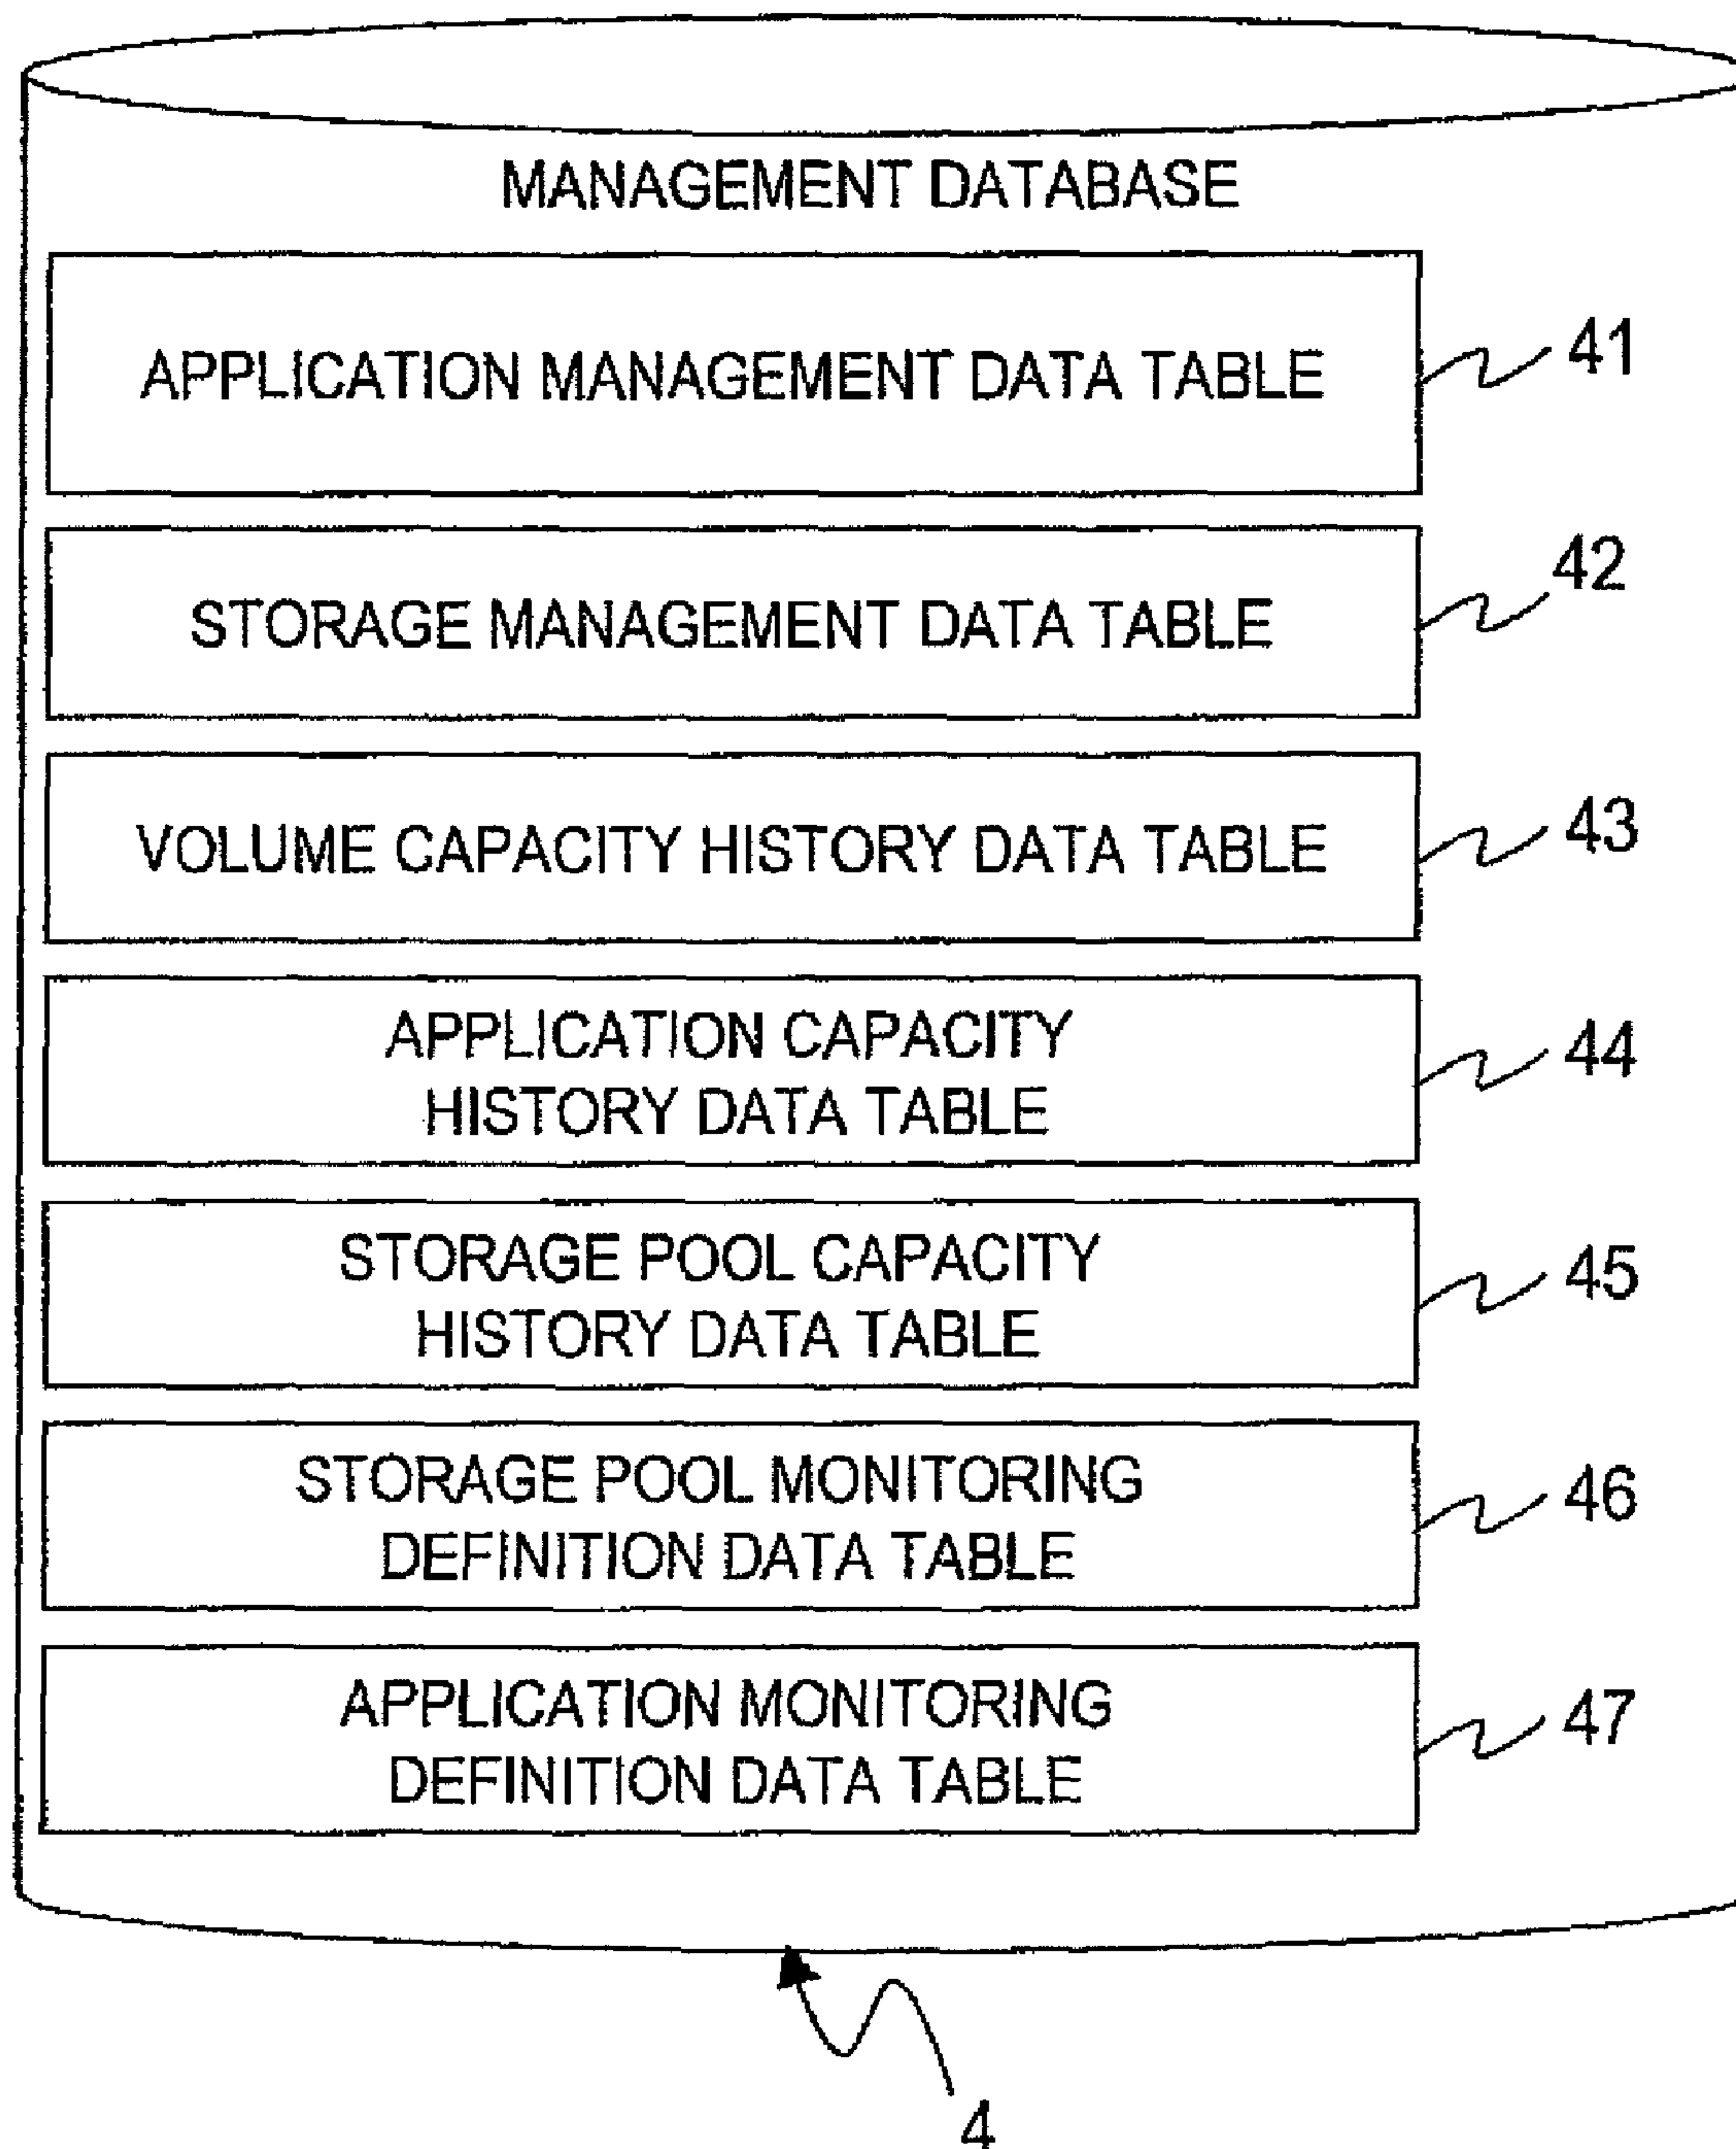 MANAGEMENT DATABASE
APPLICATION MANAGEMENT DATA TABLE
41
STORAGE MANAGEMENT DATA TABLE
42
VOLUME CAPACITY HISTORY DATA TABLE
43
APPLICATION CAPACITY
HISTORY DATA TABLE
44
STORAGE POOL CAPACITY
HISTORY DATA TABLE
45
STORAGE POOL MONITORING
DEFINITION DATA TABLE
46
APPLICATION MONITORING
DEFINITION DATA TABLE
47
4